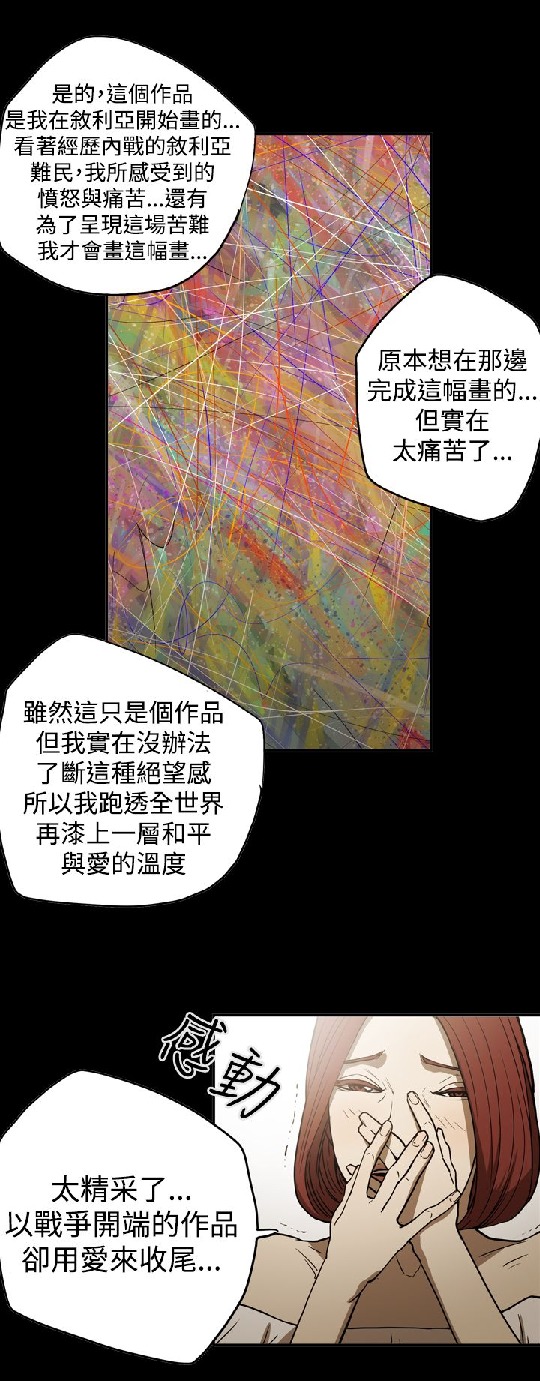 是的，這個作品
是我在敘利亞開始畫的…
看著經歷內戰的敘利亞
難民，我所感受到的
憤怒與痛苦…還有
為了呈現這場苦難
我才會畫這幅畫…
原本想在那邊
完成這幅畫的…
但實在
太痛苦了…
雖然這只是個作品
但我實在沒辦法
了斷這種絕望感
所以我跑透全世界
再漆上一層和平
與愛的溫度
感動
太精采了…
以戰爭開端的作品
卻用愛來收尾…